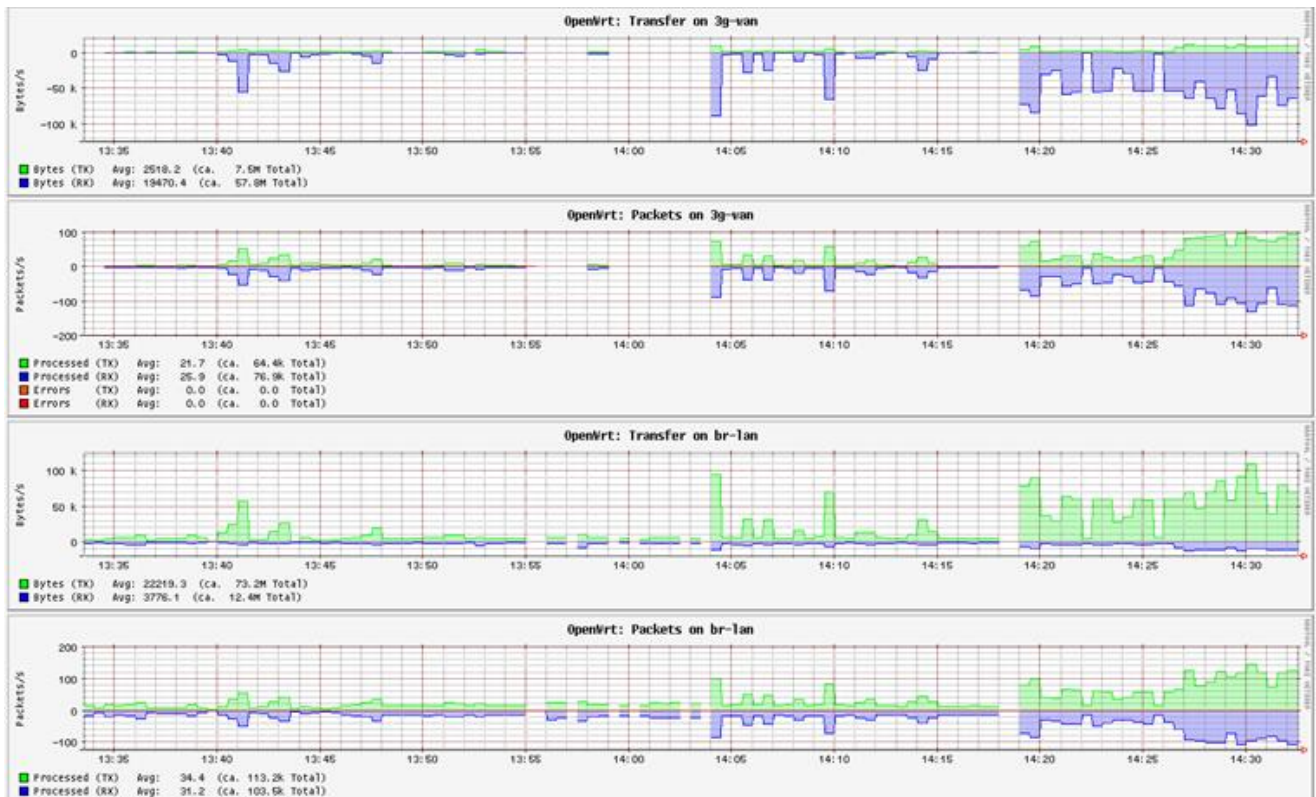 OpenWrt: Transfer on 3g-wan
Bytes/s
0
-50 k
-100 k
13:35 13:40 13:45 13:50 13:55 14:00 14:05 14:10 14:15 14:20 14:25 14:30
Bytes (TX) Avg: 2518.2 (ca. 7.5M Total)
Bytes (RX) Avg: 19470.4 (ca. 57.8M Total)
OpenWrt: Packets on 3g-wan
Packets/s
100
0
-100
-200
13:35 13:40 13:45 13:50 13:55 14:00 14:05 14:10 14:15 14:20 14:25 14:30
Processed (TX) Avg: 21.7 (ca. 64.4k Total)
Processed (RX) Avg: 25.9 (ca. 76.9k Total)
Errors (TX) Avg: 0.0 (ca. 0.0 Total)
Errors (RX) Avg: 0.0 (ca. 0.0 Total)
OpenWrt: Transfer on br-lan
Bytes/s
100 k
50 k
0
13:35 13:40 13:45 13:50 13:55 14:00 14:05 14:10 14:15 14:20 14:25 14:30
Bytes (TX) Avg: 22219.3 (ca. 73.2M Total)
Bytes (RX) Avg: 3776.1 (ca. 12.4M Total)
OpenWrt: Packets on br-lan
Packets/s
200
100
0
-100
13:35 13:40 13:45 13:50 13:55 14:00 14:05 14:10 14:15 14:20 14:25 14:30
Processed (TX) Avg: 34.4 (ca. 113.2k Total)
Processed (RX) Avg: 31.2 (ca. 103.5k Total)